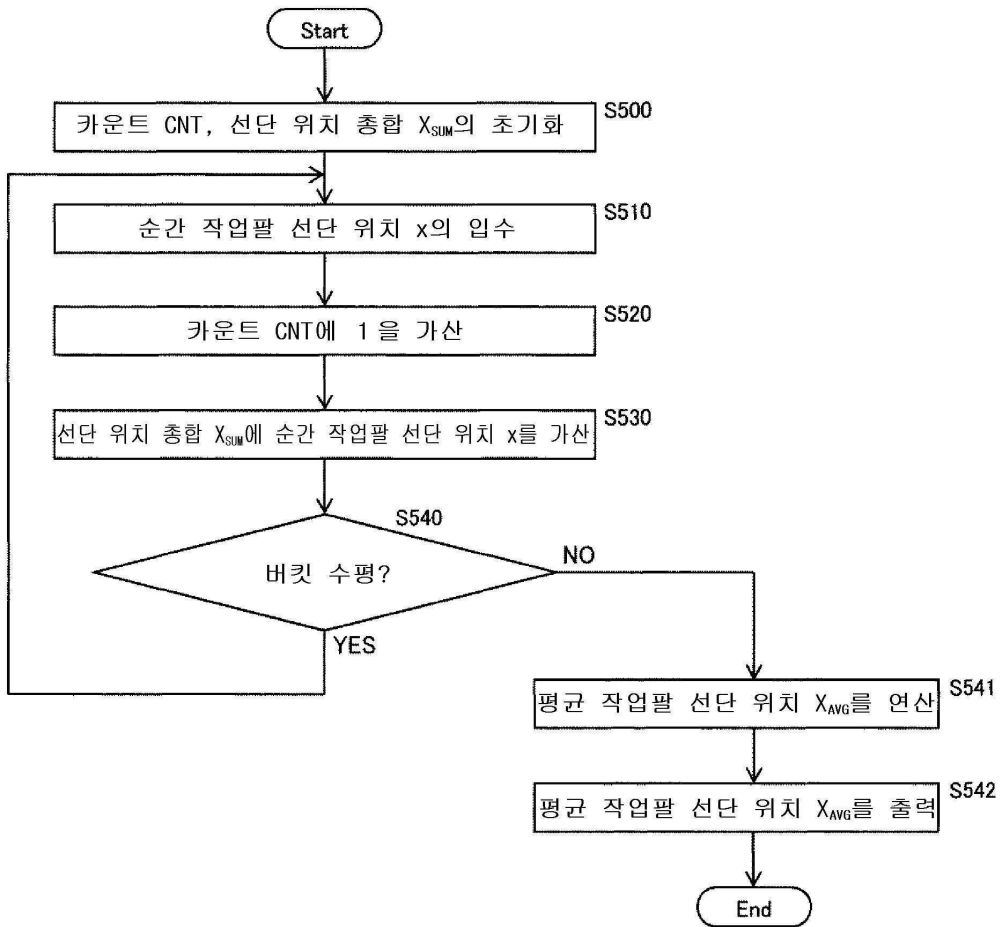 Start
S500
카운트 CNT, 선단 위치 총합 XSUM의 초기화
S510
순간 작업팔 선단 위치 x의 입수
S520
카운트 CNT에 1을 가산
S530
선단 위치 총합 XSUM에 순간 작업팔 선단 위치 x를 가산
S540
버킷 수평?
NO
YES
S541
평균 작업팔 선단 위치 XAVG를 연산
S542
평균 작업팔 선단 위치 XAVG를 출력
End